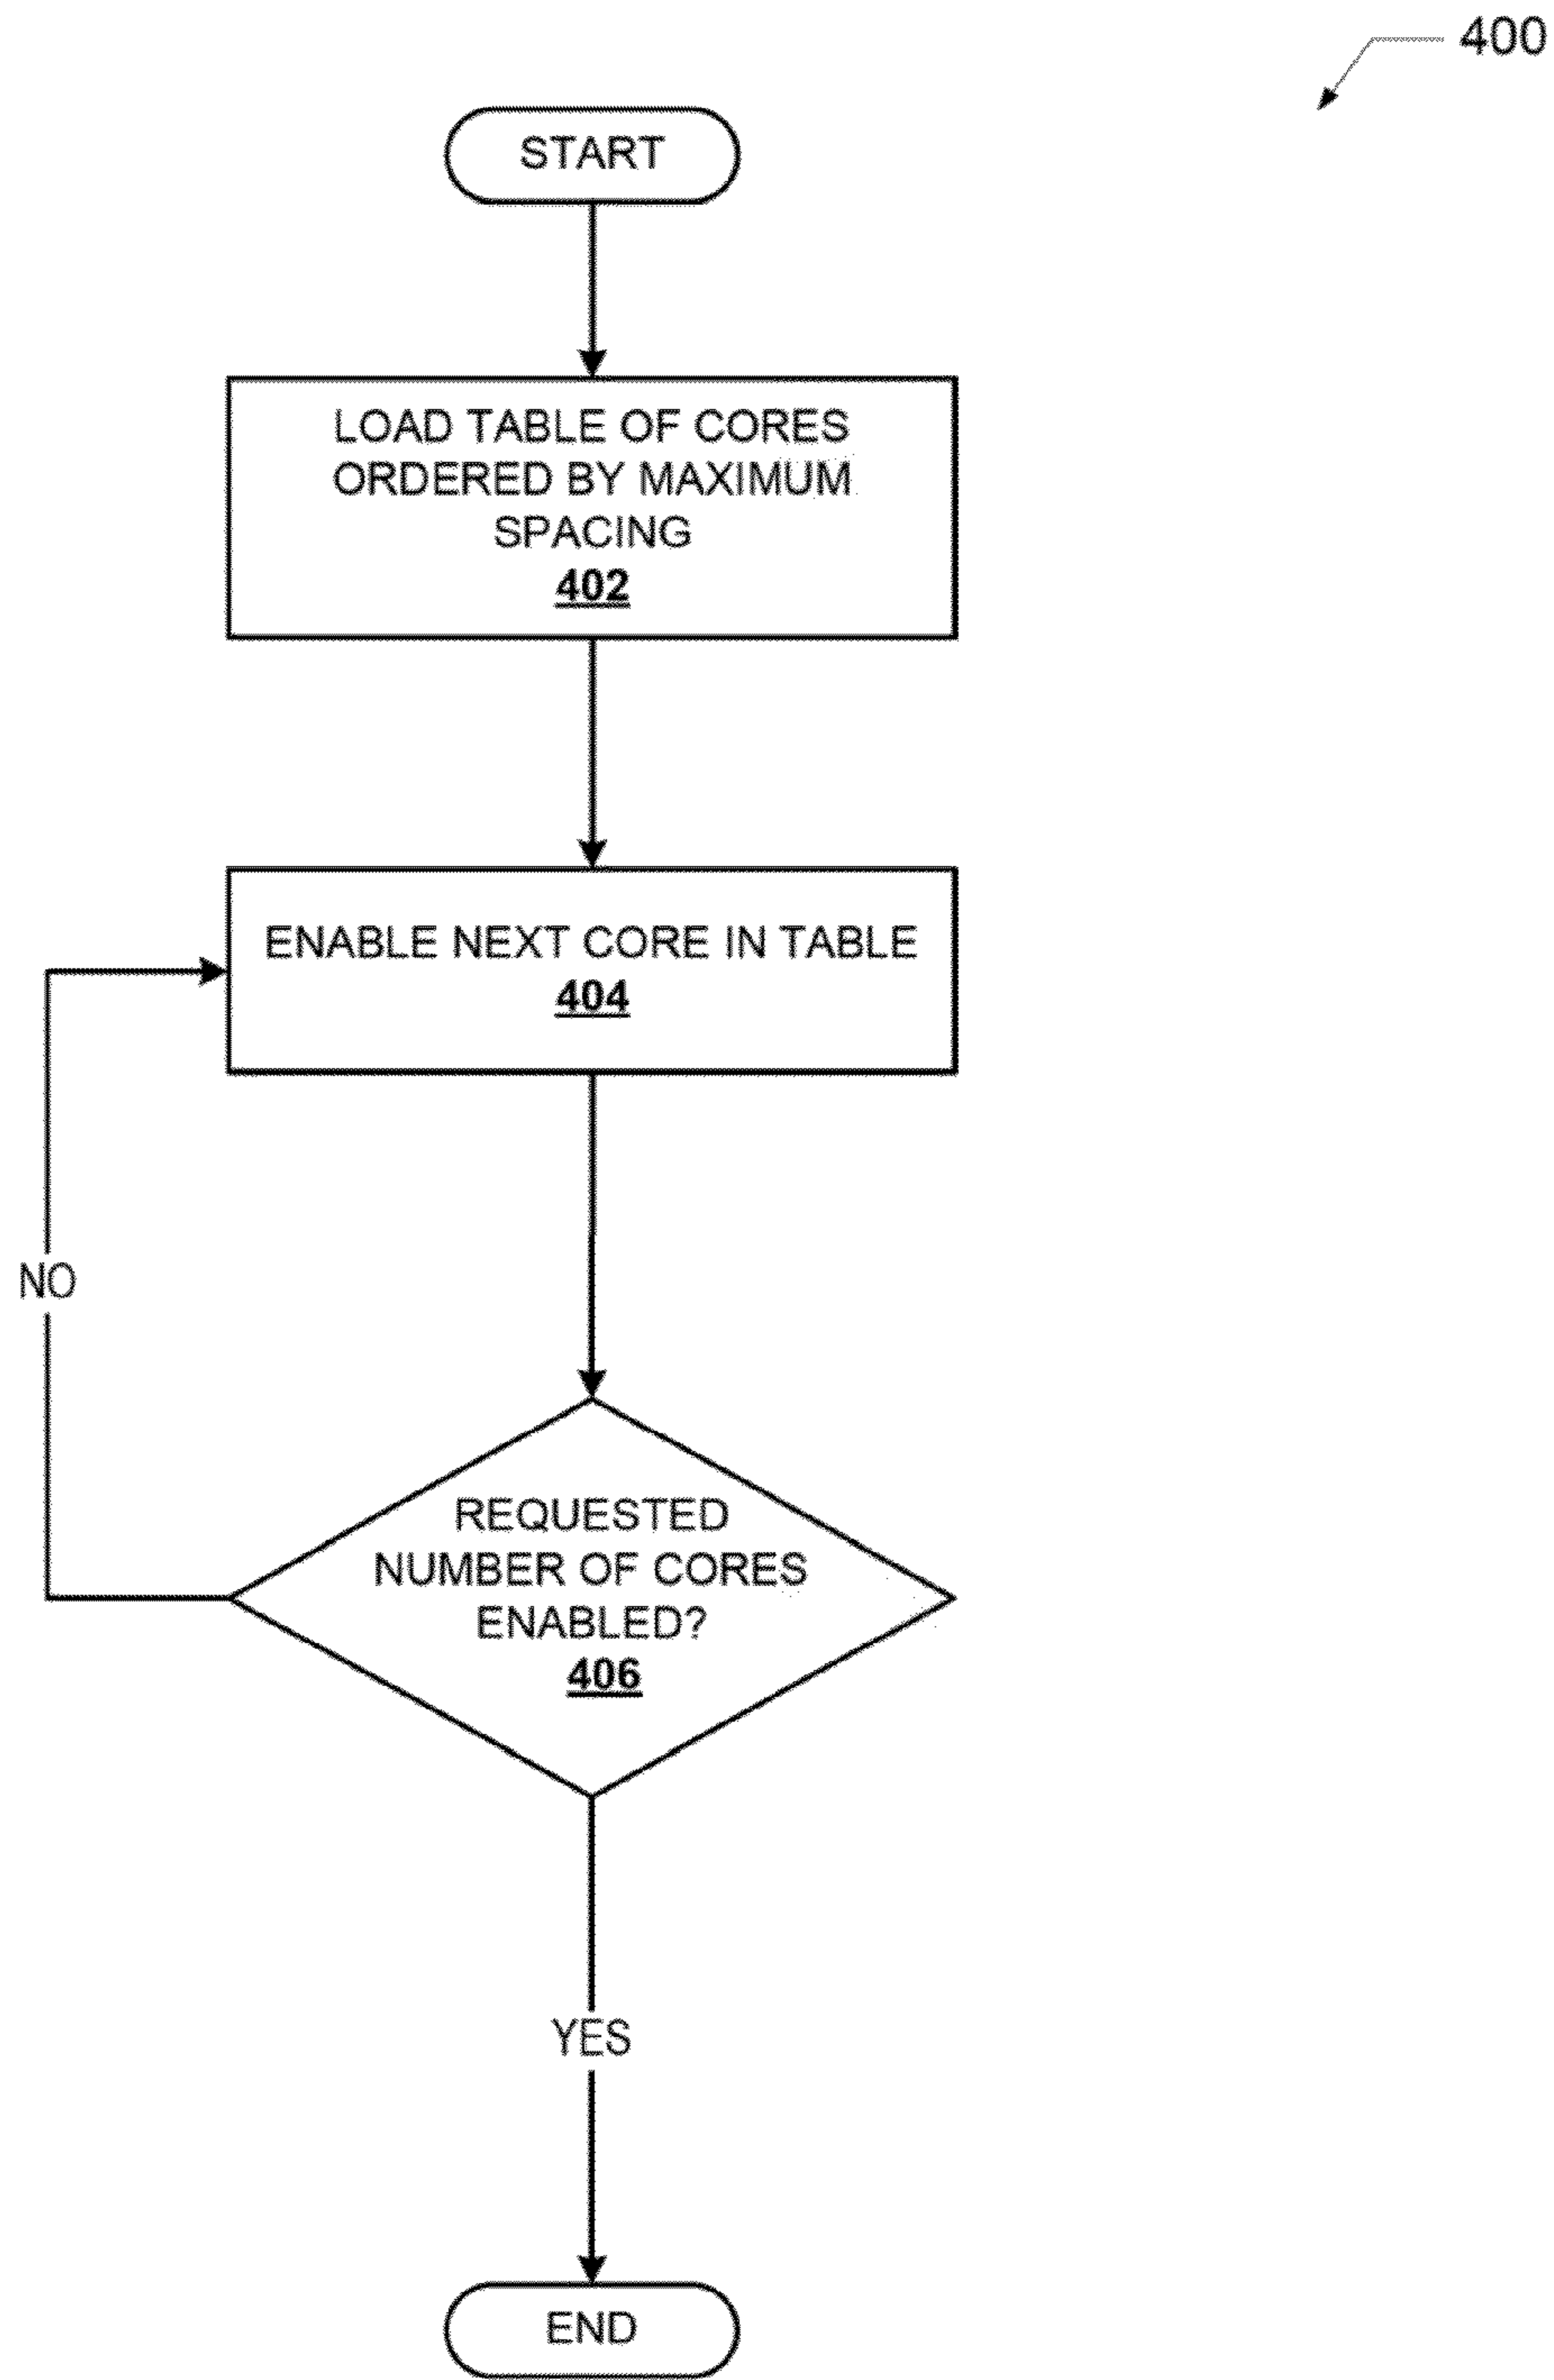 400
START
LOAD TABLE OF CORES
ORDERED BY MAXIMUM
SPACING
402
ENABLE NEXT CORE IN TABLE
404
NO
REQUESTED
NUMBER OF CORES
ENABLED?
406
YES
END